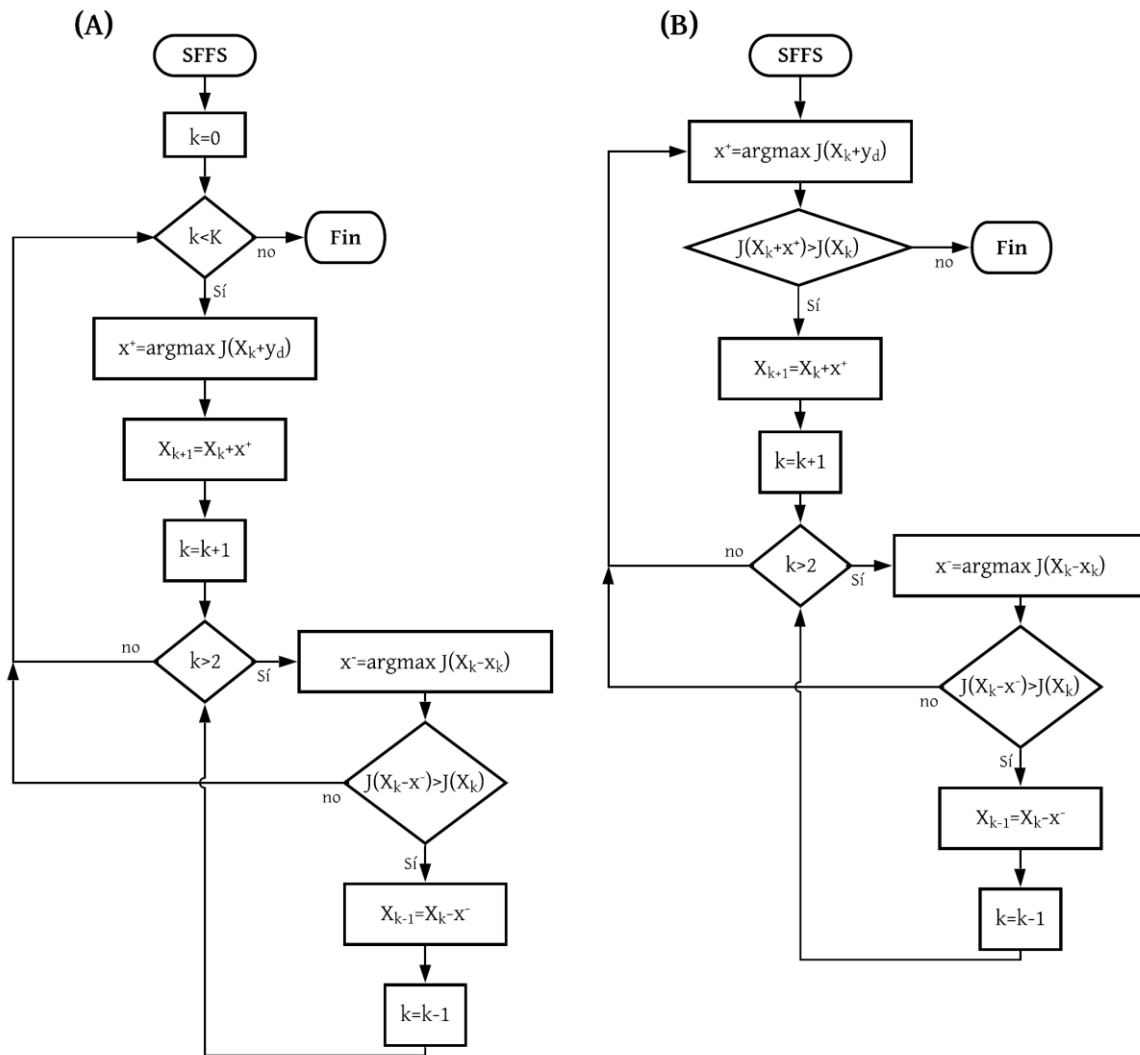 (A)
SFFS
k=0
k<K
no
Fin
Sí
x⁺=argmax J(Xₖ+y_d)
Xₖ₊₁=Xₖ+x⁺
k=k+1
no
k>2
Sí
x⁻=argmax J(Xₖ-xₖ)
J(Xₖ-x⁻)>J(Xₖ)
no
Sí
Xₖ₋₁=Xₖ-x⁻
k=k-1
(B)
SFFS
x⁺=argmax J(Xₖ+y_d)
J(Xₖ+x⁺)>J(Xₖ)
no
Fin
Sí
Xₖ₊₁=Xₖ+x⁺
k=k+1
no
k>2
Sí
x⁻=argmax J(Xₖ-xₖ)
J(Xₖ-x⁻)>J(Xₖ)
no
Sí
Xₖ₋₁=Xₖ-x⁻
k=k-1